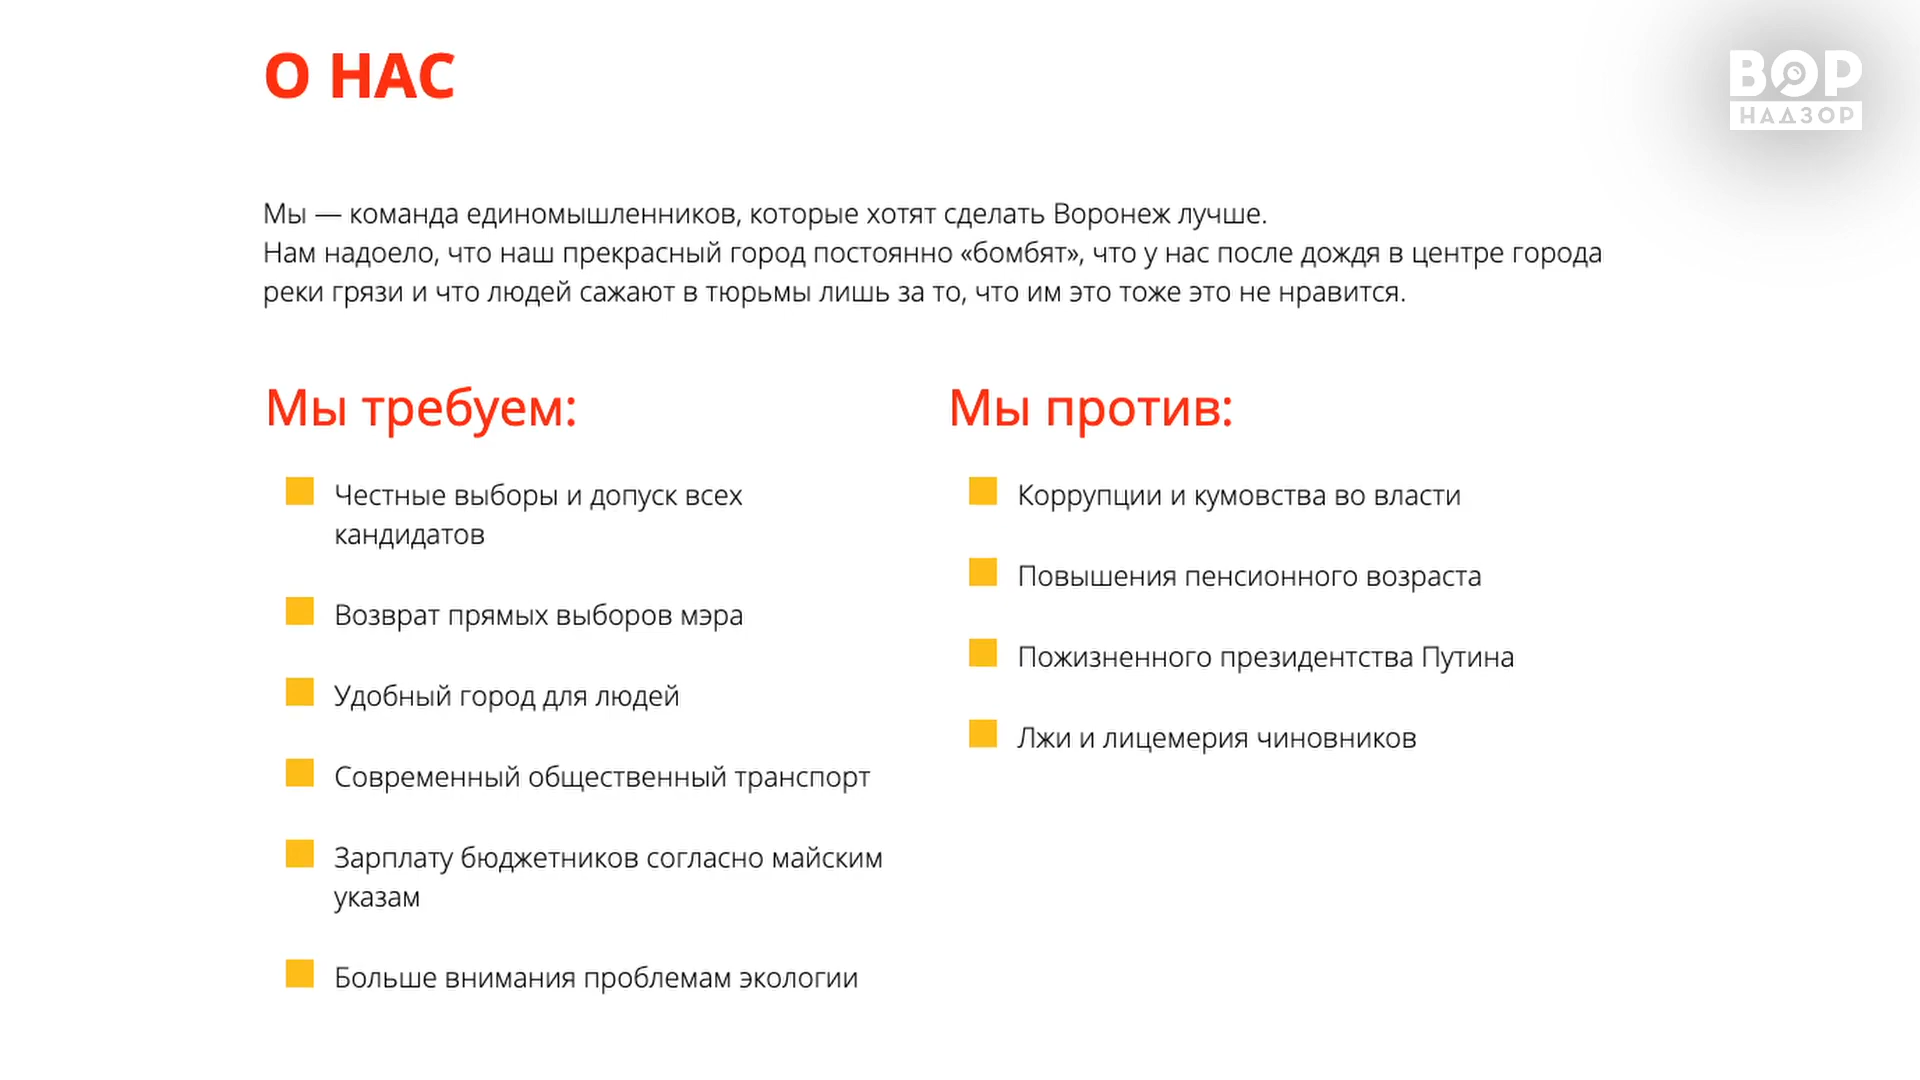 О НАС
ВОР
НАДЗОР
Мы — команда единомышленников, которые хотят сделать Воронеж лучше.
Нам надоело, что наш прекрасный город постоянно «бомбят», что у нас после дождя в центре города
реки грязи и что людей сажают в тюрьмы лишь за то, что им это тоже это не нравится.
Мы требуем:
Честные выборы и допуск всех
кандидатов
Возврат прямых выборов мэра
Удобный город для людей
Современный общественный транспорт
Зарплату бюджетников согласно майским
указам
Больше внимания проблемам экологии
Мы против:
Коррупции и кумовства во власти
Повышения пенсионного возраста
Пожизненного президентства Путина
Лжи и лицемерия чиновников